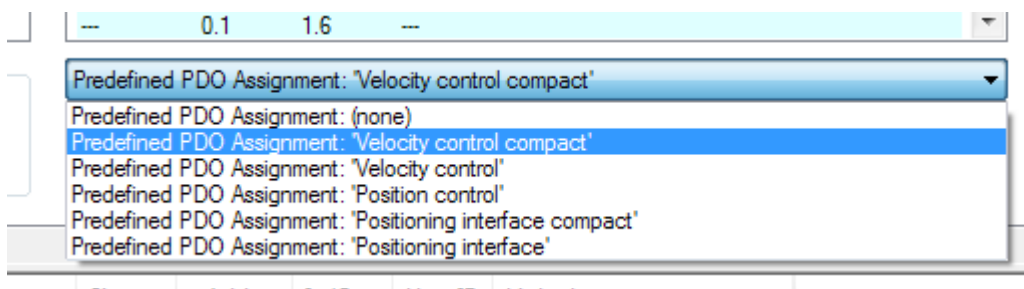 --- 0.1 1.6 ---
Predefined PDO Assignment: 'Velocity control compact'
Predefined PDO Assignment: (none)
Predefined PDO Assignment: 'Velocity control compact'
Predefined PDO Assignment: 'Velocity control'
Predefined PDO Assignment: 'Position control'
Predefined PDO Assignment: 'Positioning interface compact'
Predefined PDO Assignment: 'Positioning interface'